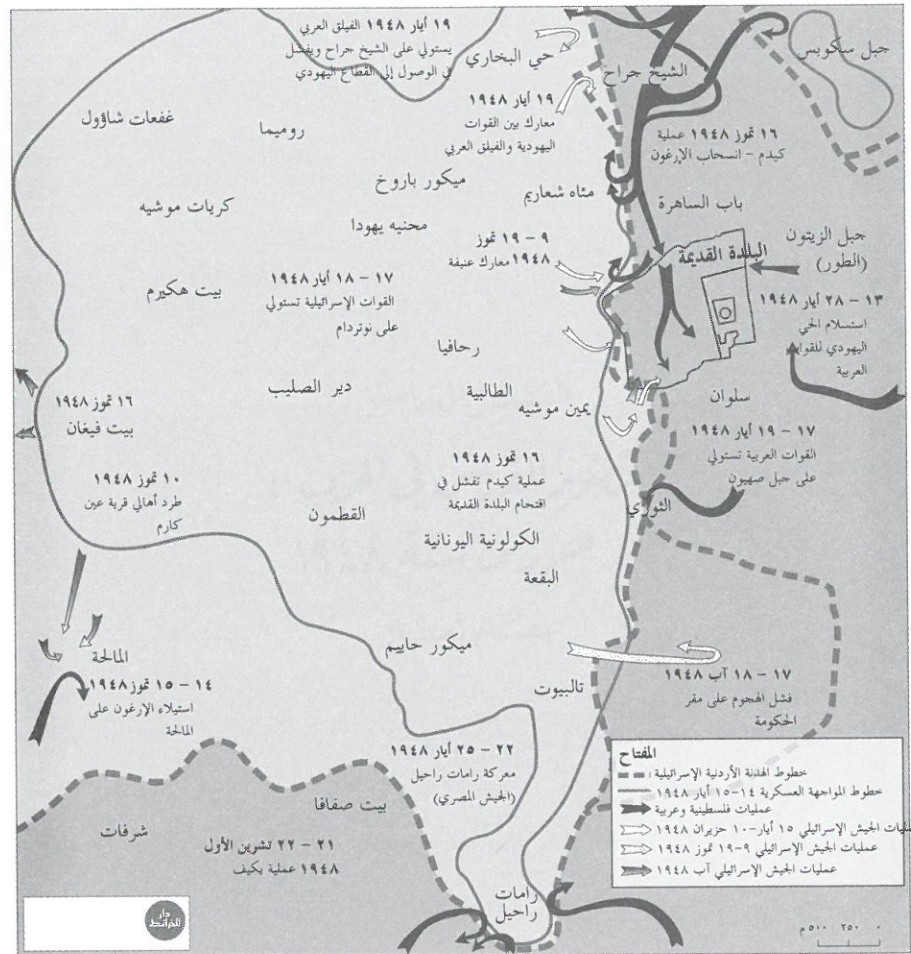 ١٩ أيار ١٩٤٨ الفيلق العربي
يستولي على الشيخ جراح ويفشل
في الوصول إلى القطاع اليهودي
حي البخاري
الشيخ جراح
جبل سكوبس
غفعات شاؤول
روميما
١٩ أيار ١٩٤٨
معارك بين القوات
اليهودية والفيلق العربي
١٦ تموز ١٩٤٨ عملية
كيدم - انسحاب الإرغون
ميكور باروخ
مئاه شعاريم
كريات موشيه
محنيه يهودا
باب الساهرة
٩ - ١٩ تموز
١٩٤٨ معارك عنيفة
البلدة القديمة
جبل الزيتون
(الطور)
بيت هكيرم
١٧ - ١٨ أيار ١٩٤٨
القوات الإسرائيلية تستولي
على نوتردام
١٣ - ٢٨ أيار ١٩٤٨
استسلام الحي
اليهودي للقوات
العربية
رحافيا
دير الصليب
الطالبية
يمين موشيه
سلوان
١٦ تموز ١٩٤٨
بيت فيغان
١٧ - ١٩ أيار ١٩٤٨
القوات العربية تستولي
على جبل صهيون
١٠ تموز ١٩٤٨
طرد أهالي قرية عين
كارم
١٦ تموز ١٩٤٨
عملية كيدم تفشل في
اقتحام البلدة القديمة
القطمون
الثوري
الكولونية اليونانية
البقعة
ميكور حاييم
المالحة
١٤ - ١٥ تموز ١٩٤٨
استيلاء الإرغون على
المالحة
تالبيوت
١٧ - ١٨ آب ١٩٤٨
فشل الهجوم على مقر
الحكومة
٢٢ - ٢٥ أيار ١٩٤٨
معركة رامات راحيل
(الجيش المصري)
بيت صفافا
شرفات
٢١ - ٢٢ تشرين الأول
١٩٤٨ عملية يكيف
رامات
راحيل
المفتاح
خطوط الهدنة الأردنية الإسرائيلية:
خطوط المواجهة العسكرية ١٤-١٥ أيار ١٩٤٨
عمليات فلسطينية وعربية
عمليات الجيش الإسرائيلي ١٥ أيار-١٠ حزيران ١٩٤٨
عمليات الجيش الإسرائيلي ٩-١٩ تموز ١٩٤٨
عمليات الجيش الإسرائيلي آب ١٩٤٨
دار
للخرائط
٠ ٢٥٠ ٥٠٠ م